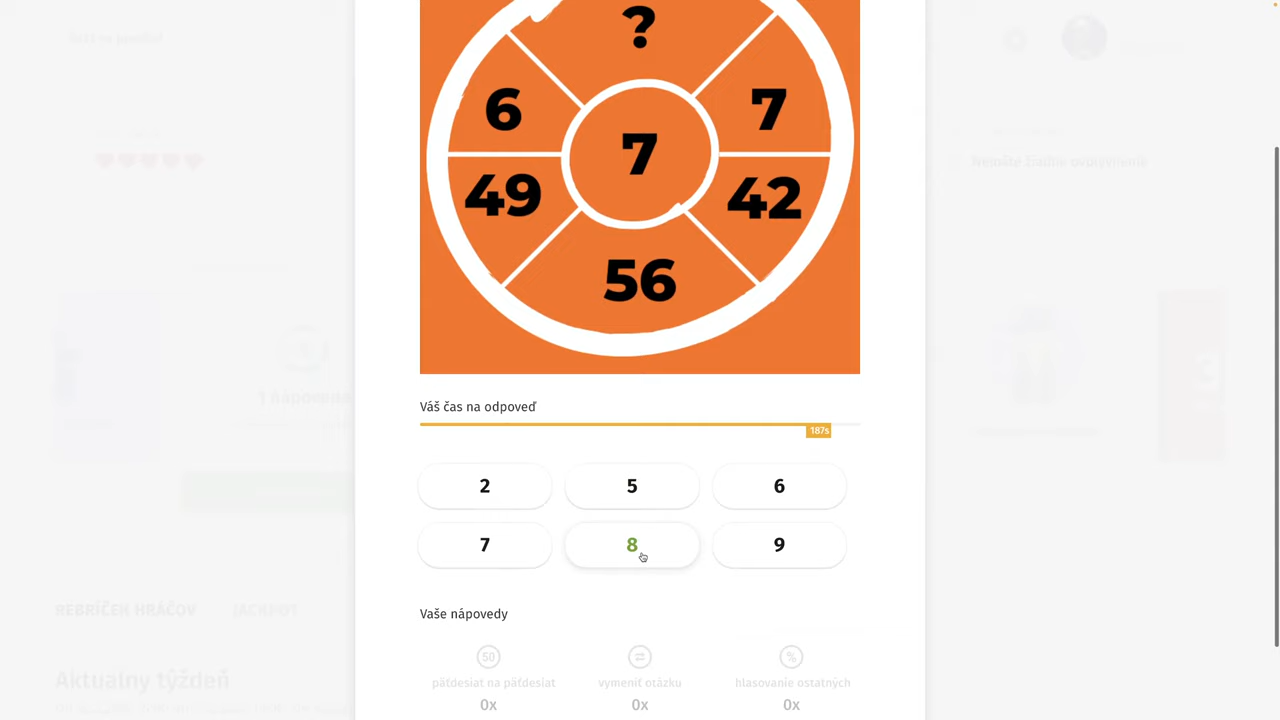 ?
6
7
7
49
42
56
Váš čas na odpoveď
187s
2
5
6
7
8
9
Vaše nápovedy
50
%
päťdesiat na päťdesiat
vymeniť otázku
hlasovanie ostatných
0x
0x
0x
Nemáte žiadne ovplyvnenie
1 nápovene
REBRÍČEK HRÁČOV
JACKPOT
Aktuálny týždeň